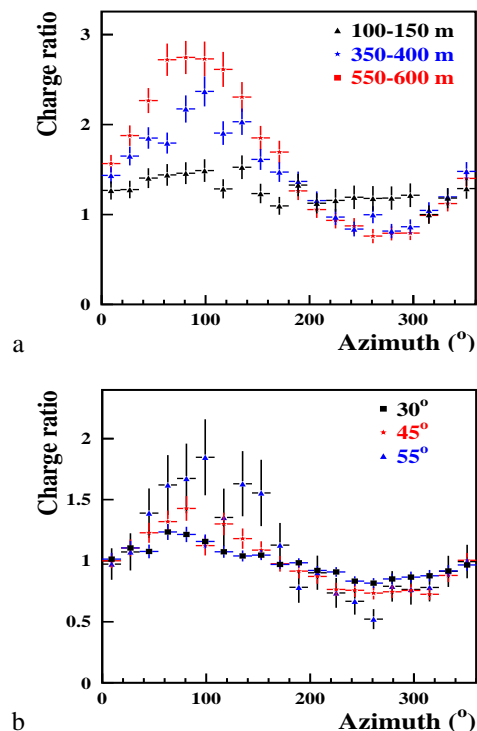 Charge ratio
3
2
1
0
0 100 200 300
Azimuth (°)
100-150 m
350-400 m
550-600 m
a
Charge ratio
2
1.5
1
0.5
0
0 100 200 300
Azimuth (°)
30°
45°
55°
b